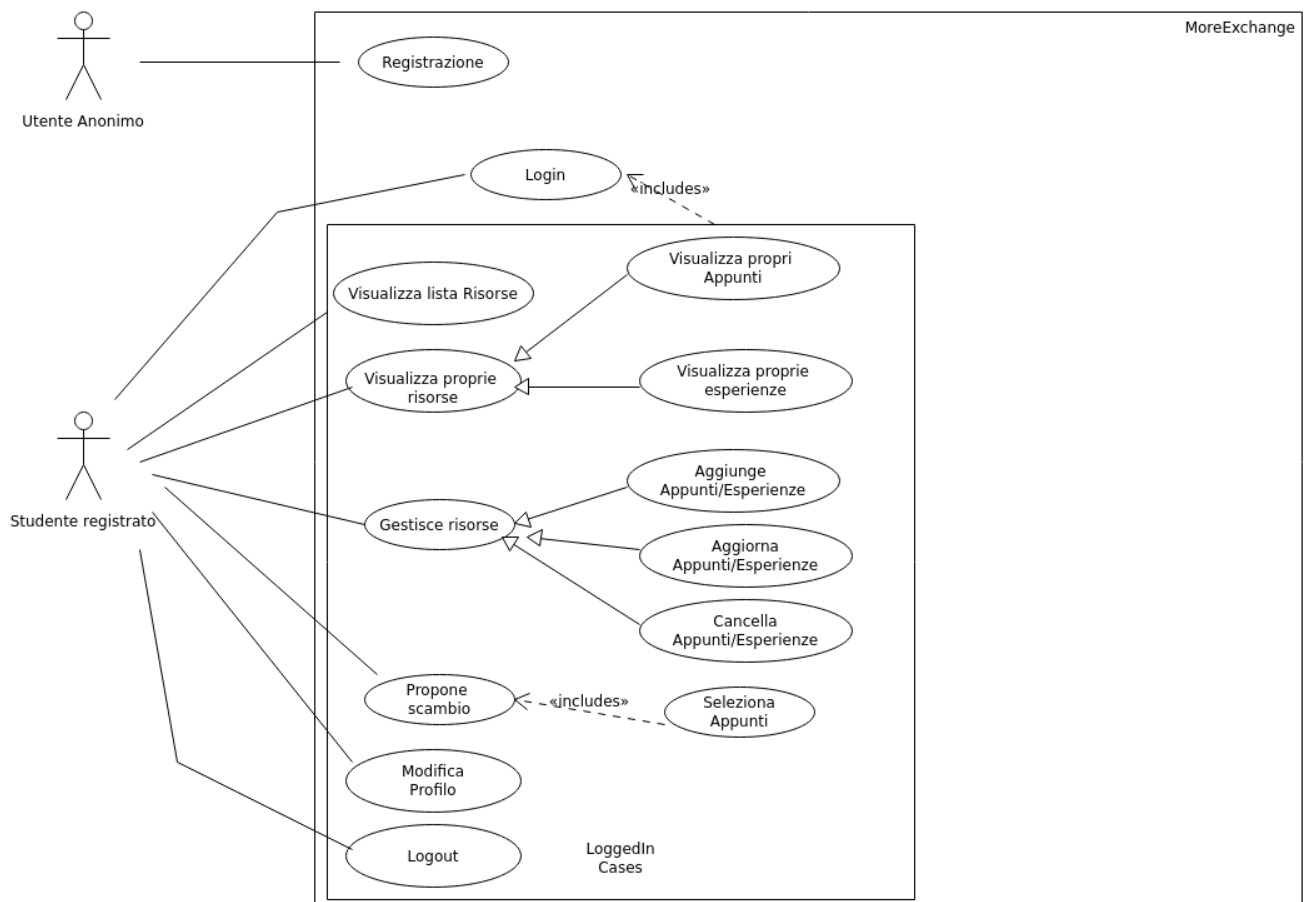 MoreExchange
Registrazione
Utente Anonimo
Login
«includes»
Visualizza propri
Appunti
Visualizza lista Risorse
Visualizza proprie
risorse
Visualizza proprie
esperienze
Aggiunge
Appunti/Esperienze
Studente registrato
Gestisce risorse
Aggiorna
Appunti/Esperienze
Cancella
Appunti/Esperienze
Propone
scambio
«includes»
Seleziona
Appunti
Modifica
Profilo
Logout
LoggedIn
Cases